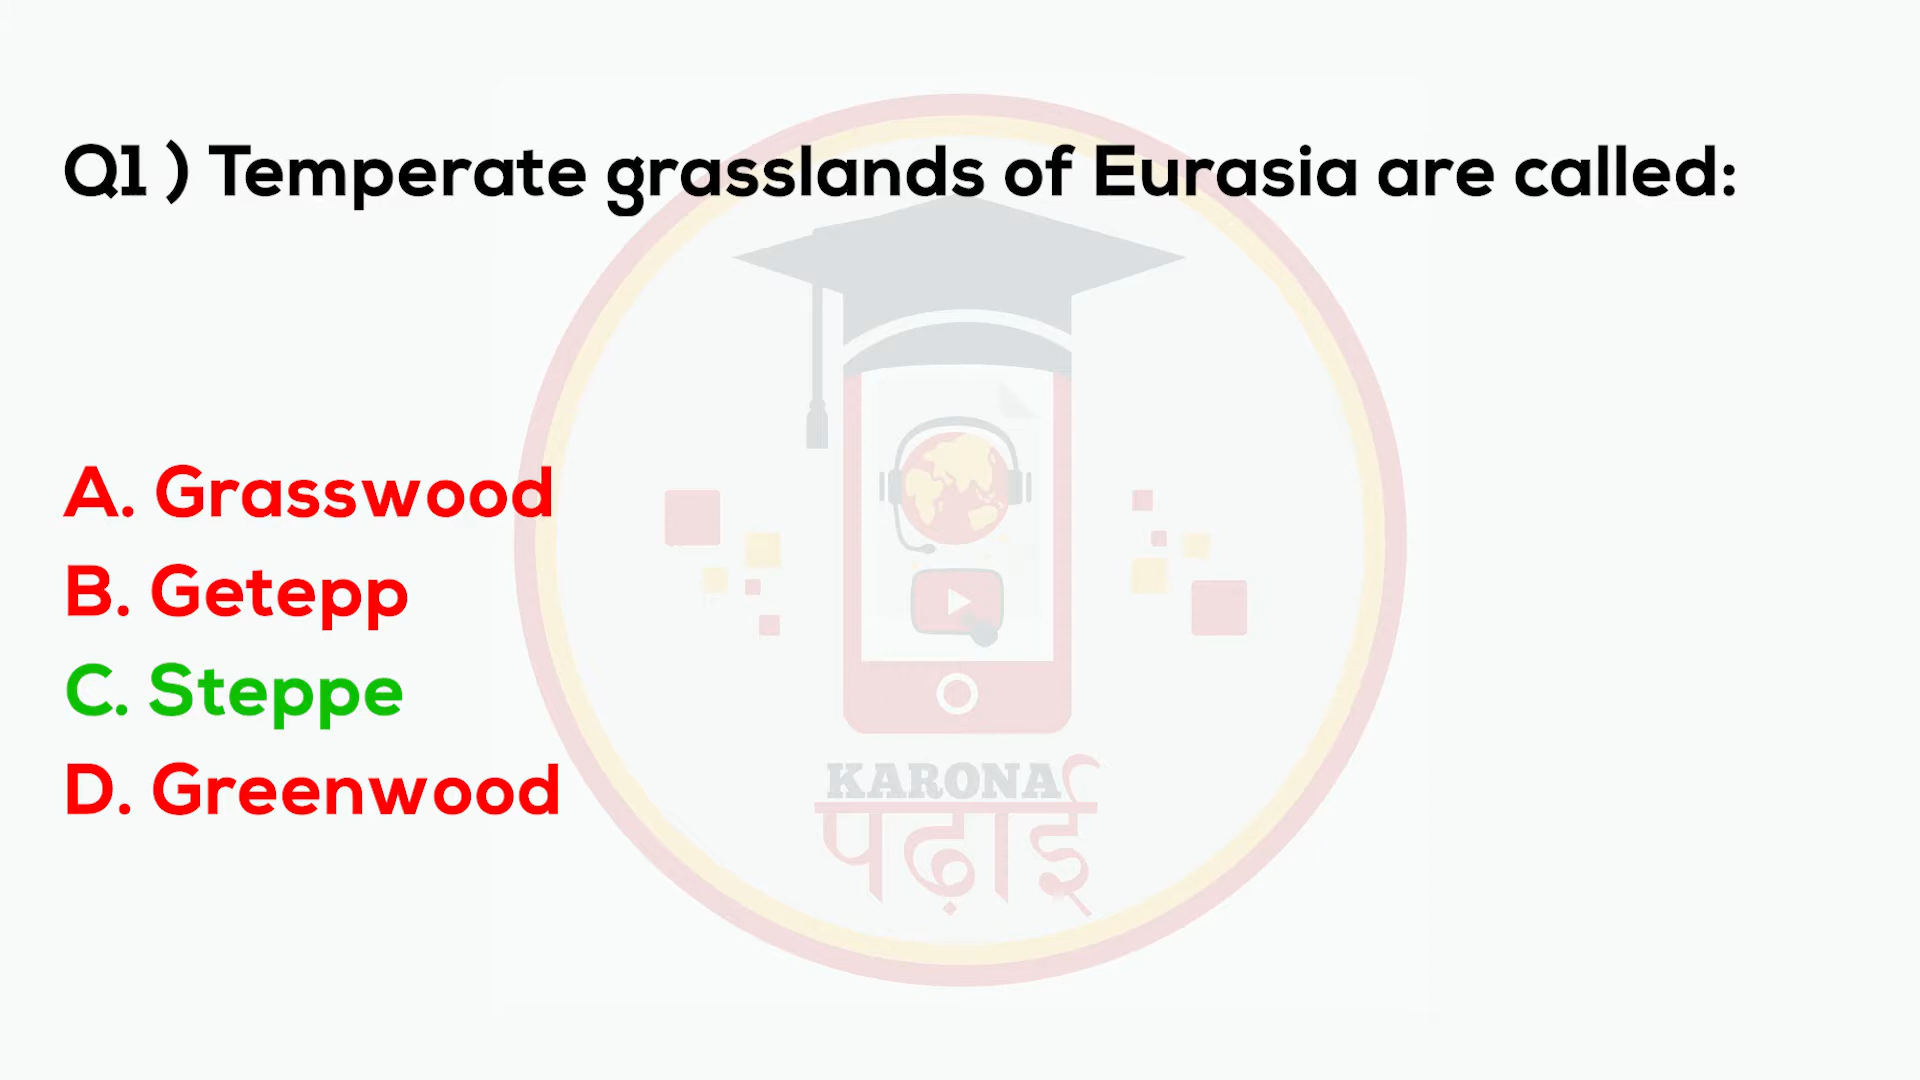 Q1 ) Temperate grasslands of Eurasia are called:
A. Grasswood
B. Getepp
C. Steppe
D. Greenwood
KARONA
पढ़ाई